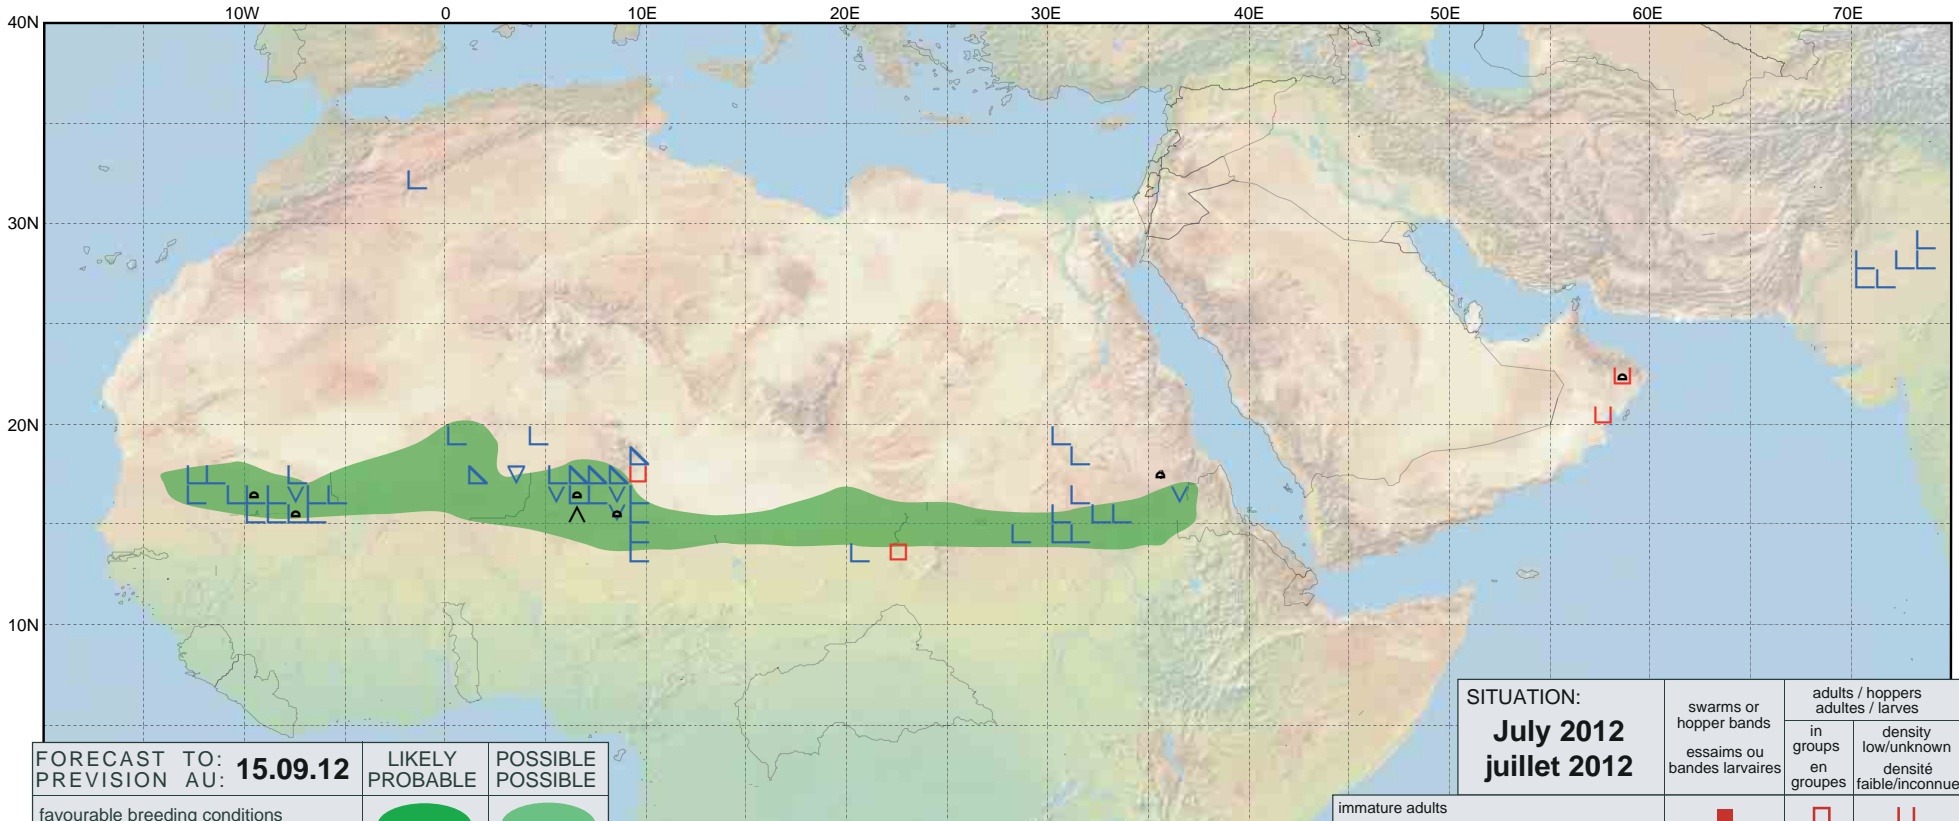 10W 0 10E 20E 30E 40E 50E 60E 70E
40N
30N
20N
10N
FORECAST TO:
PREVISION AU:
15.09.12
LIKELY
PROBABLE
POSSIBLE
POSSIBLE
favourable breeding conditions
SITUATION:
July 2012
juillet 2012
swarms or
hopper bands
essaims ou
bandes larvaires
adults / hoppers
adultes / larves
in
groups
en
groupes
density
low/unknown
densité
faible/inconnue
immature adults